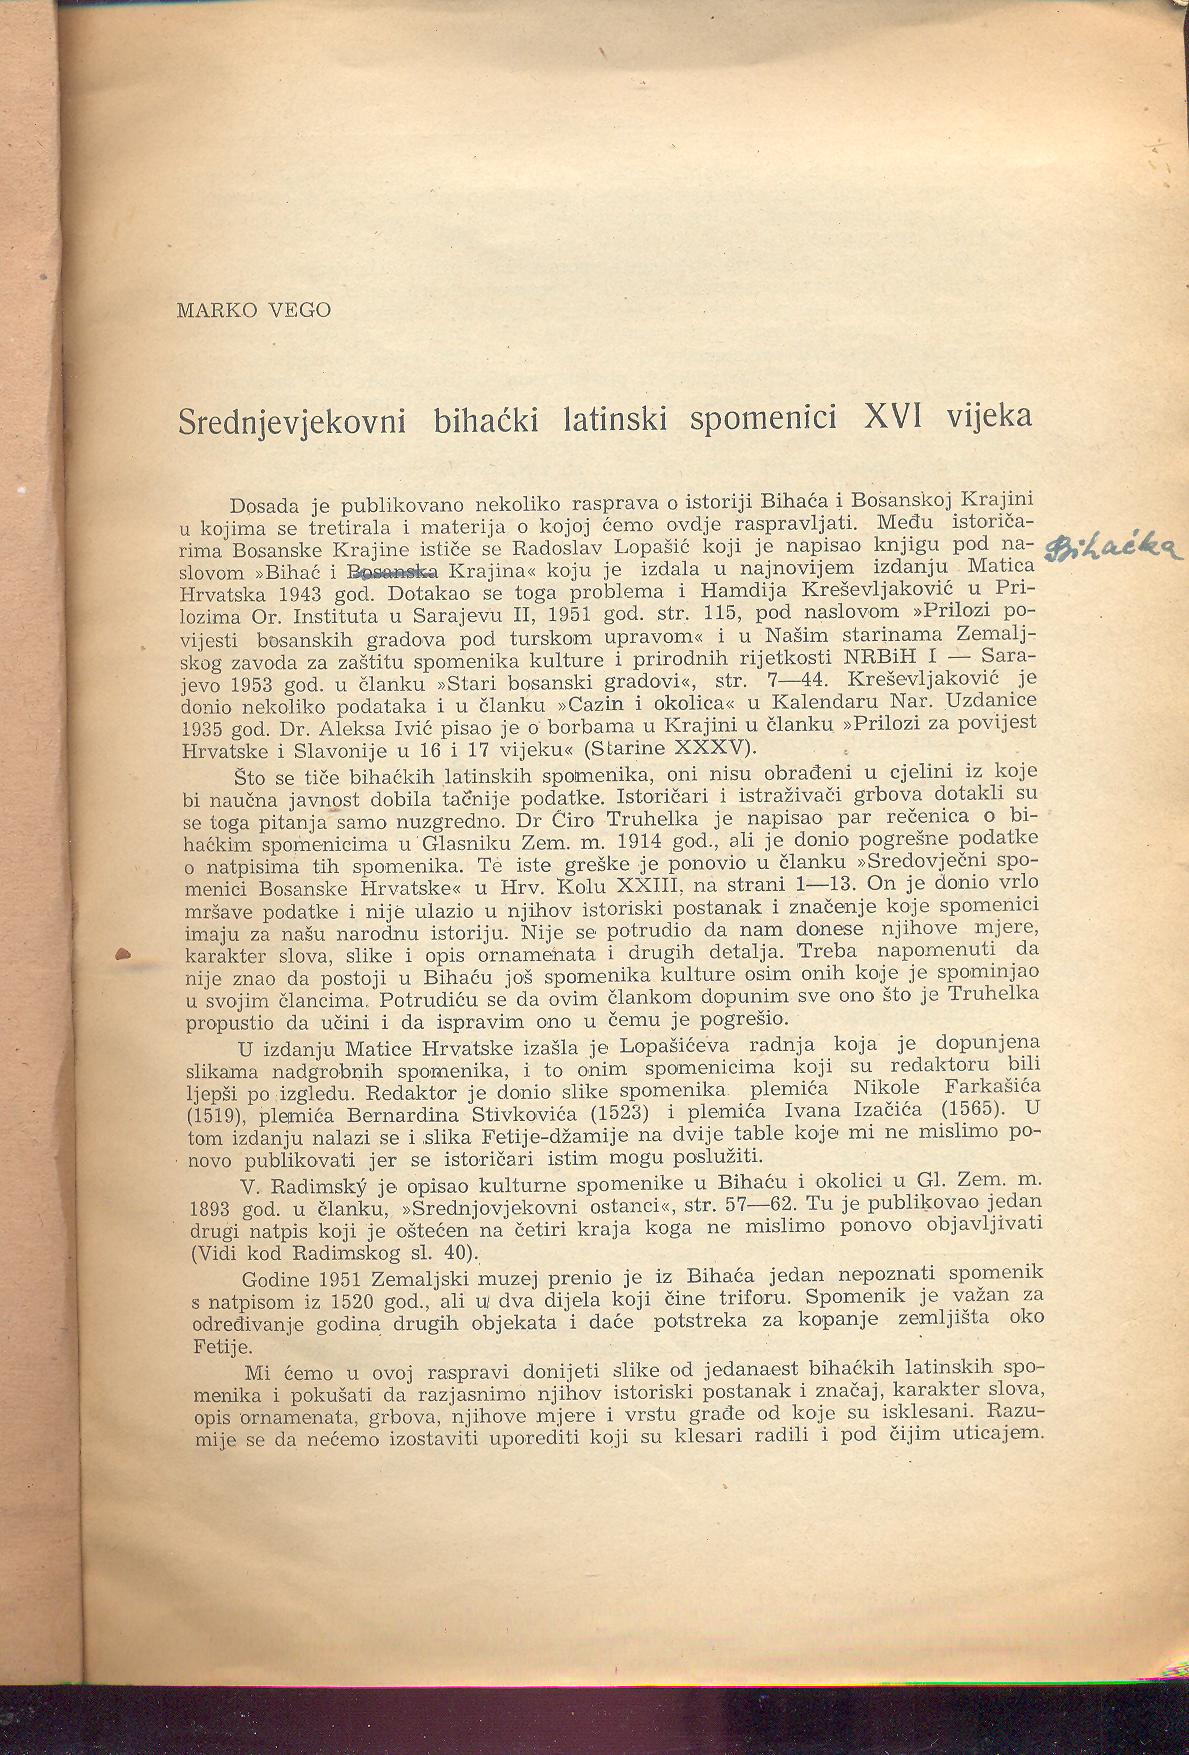 MARKO VEGO
Srednjevjekovni bihaćki latinski spomenici XVI vijeka
Dosada je publikovano nekoliko rasprava o istoriji Bihaća i Bosanskoj Krajini
u kojima se tretirala i materija o kojoj ćemo ovdje raspravljati. Među istoriča-
rima Bosanske Krajine ističe se Radoslav Lopašić koji je napisao knjigu pod na-
Bihaćka
slovom »Bihać i Bosanska Krajina« koju je izdala u najnovijem izdanju Matica
Hrvatska 1943 god. Dotakao se toga problema i Hamdija Kreševljaković u Pri-
lozima Or. Instituta u Sarajevu II, 1951 god. str. 115, pod naslovom »Prilozi po-
vijesti bosanskih gradova pod turskom upravom« i u Našim starinama Zemalj-
skog zavoda za zaštitu spomenika kulture i prirodnih rijetkosti NRBiH I — Sara-
jevo 1953 god. u članku »Stari bosanski gradovi«, str. 7—44. Kreševljaković je
donio nekoliko podataka i u članku »Cazin i okolica« u Kalendaru Nar. Uzdanice
1935 god. Dr. Aleksa Ivić pisao je o borbama u Krajini u članku »Prilozi za povijest
Hrvatske i Slavonije u 16 i 17 vijeku« (Starine XXXV).
Što se tiče bihaćkih latinskih spomenika, oni nisu obrađeni u cjelini iz koje
bi naučna javnost dobila tačnije podatke. Istoričari i istraživači grbova dotakli su
se toga pitanja samo nuzgredno. Dr Ćiro Truhelka je napisao par rečenica o bi-
haćkim spomenicima u Glasniku Zem. m. 1914 god., ali je donio pogrešne podatke
o natpisima tih spomenika. Te iste greške je ponovio u članku »Sredovječni spo-
menici Bosanske Hrvatske« u Hrv. Kolu XXIII, na strani 1—13. On je donio vrlo
mršave podatke i nije ulazio u njihov istoriski postanak i značenje koje spomenici
imaju za našu narodnu istoriju. Nije se potrudio da nam donese njihove mjere,
karakter slova, slike i opis ornamenata i drugih detalja. Treba napomenuti da
nije znao da postoji u Bihaću još spomenika kulture osim onih koje je spominjao
u svojim člancima. Potrudiću se da ovim člankom dopunim sve ono što je Truhelka
propustio da učini i da ispravim ono u čemu je pogrešio.
U izdanju Matice Hrvatske izašla je Lopašićeva radnja koja je dopunjena
slikama nadgrobnih spomenika, i to onim spomenicima koji su redaktoru bili
ljepši po izgledu. Redaktor je donio slike spomenika plemića Nikole Farkašića
(1519), plemića Bernardina Stivkovića (1523) i plemića Ivana Izačića (1565). U
tom izdanju nalazi se i slika Fetije-džamije na dvije table koje mi ne mislimo po-
novo publikovati jer se istoričari istim mogu poslužiti.
V. Radimský je opisao kulturne spomenike u Bihaću i okolici u Gl. Zem. m.
1893 god. u članku, »Srednjovjekovni ostanci«, str. 57—62. Tu je publikovao jedan
drugi natpis koji je oštećen na četiri kraja koga ne mislimo ponovo objavljivati
(Vidi kod Radimskog sl. 40).
Godine 1951 Zemaljski muzej prenio je iz Bihaća jedan nepoznati spomenik
s natpisom iz 1520 god., ali u dva dijela koji čine triforu. Spomenik je važan za
određivanje godina drugih objekata i daće potstreka za kopanje zemljišta oko
Fetije.
Mi ćemo u ovoj raspravi donijeti slike od jedanaest bihaćkih latinskih spo-
menika i pokušati da razjasnimo njihov istoriski postanak i značaj, karakter slova,
opis ornamenata, grbova, njihove mjere i vrstu građe od koje su isklesani. Razu-
mije se da nećemo izostaviti uporediti koji su klesari radili i pod čijim uticajem.